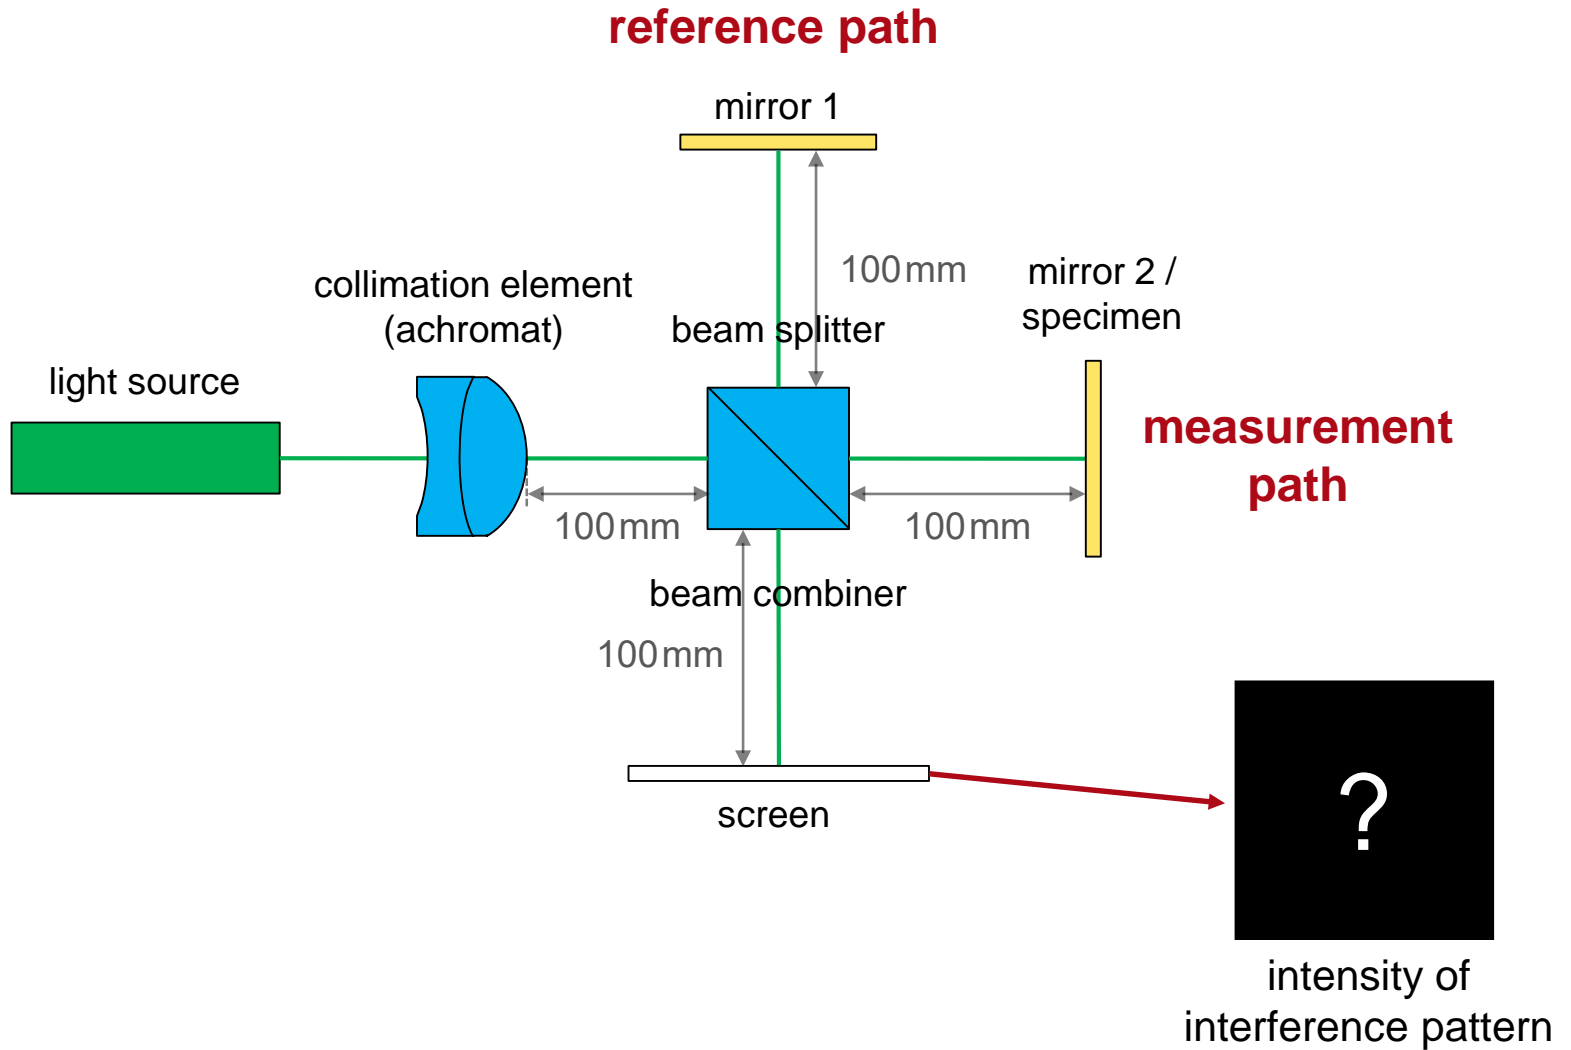 reference path
mirror 1
100 mm
mirror 2 /
specimen
collimation element
(achromat)
beam splitter
light source
measurement
path
100 mm
100 mm
beam combiner
100 mm
screen
?
intensity of
interference pattern